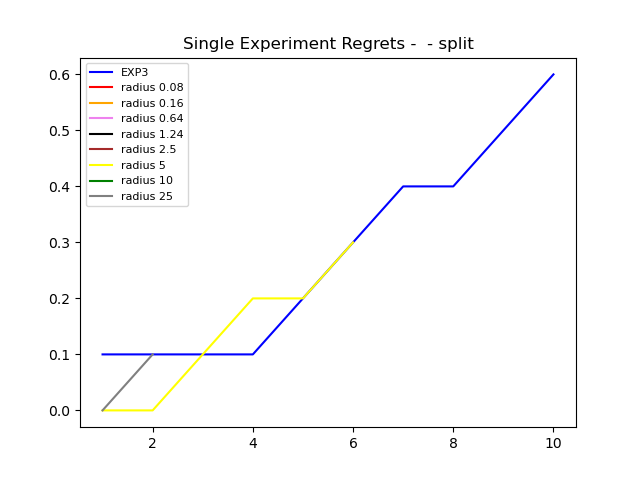 Single Experiment Regrets -  - split
EXP3
radius 0.08
radius 0.16
radius 0.64
radius 1.24
radius 2.5
radius 5
radius 10
radius 25
0.6
0.5
0.4
0.3
0.2
0.1
0.0
2 4 6 8 10